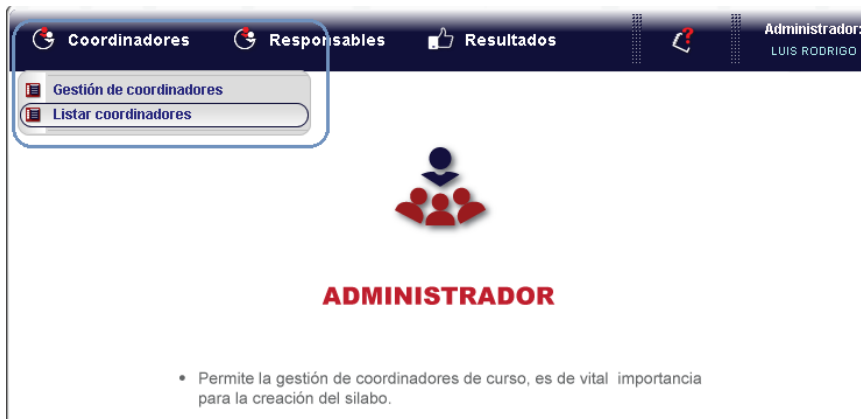 Coordinadores Responsables Resultados Administrador:
LUIS RODRIGO
Gestión de coordinadores
Listar coordinadores
ADMINISTRADOR
• Permite la gestión de coordinadores de curso, es de vital importancia
para la creación del silabo.